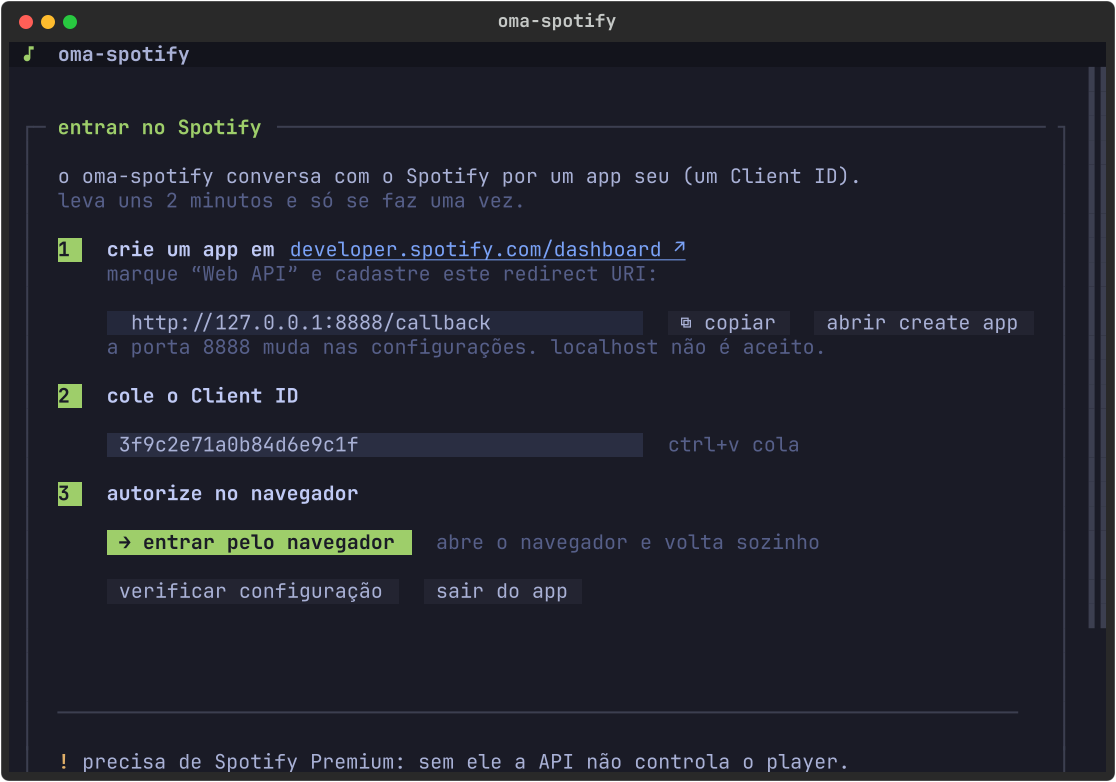 oma-spotify
♪ oma-spotify
entrar no Spotify
o oma-spotify conversa com o Spotify por um app seu (um Client ID).
leva uns 2 minutos e só se faz uma vez.
1 crie um app em developer.spotify.com/dashboard ↗
marque “Web API” e cadastre este redirect URI:
http://127.0.0.1:8888/callback ⧉ copiar abrir create app
a porta 8888 muda nas configurações. localhost não é aceito.
2 cole o Client ID
3f9c2e71a0b84d6e9c1f ctrl+v cola
3 autorize no navegador
→ entrar pelo navegador abre o navegador e volta sozinho
verificar configuração sair do app
! precisa de Spotify Premium: sem ele a API não controla o player.